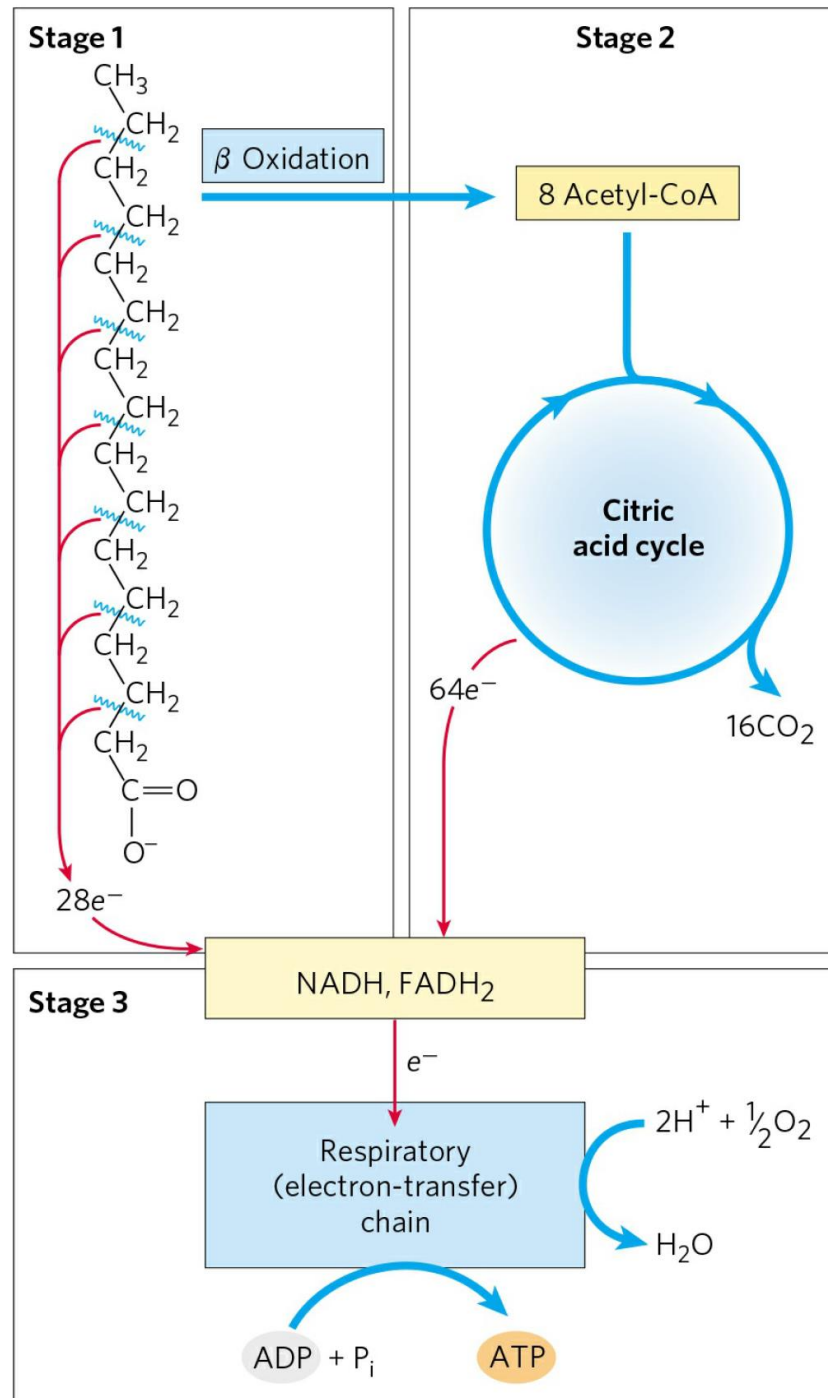 Stage 1
CH₃
CH₂
CH₂
CH₂
CH₂
CH₂
CH₂
CH₂
CH₂
CH₂
CH₂
CH₂
CH₂
CH₂
CH₂
C=O
O⁻
28e⁻
β Oxidation
Stage 2
8 Acetyl-CoA
Citric
acid cycle
64e⁻
16CO₂
NADH, FADH₂
Stage 3
e⁻
Respiratory
(electron-transfer)
chain
2H⁺ + ½O₂
H₂O
ADP + Pᵢ
ATP